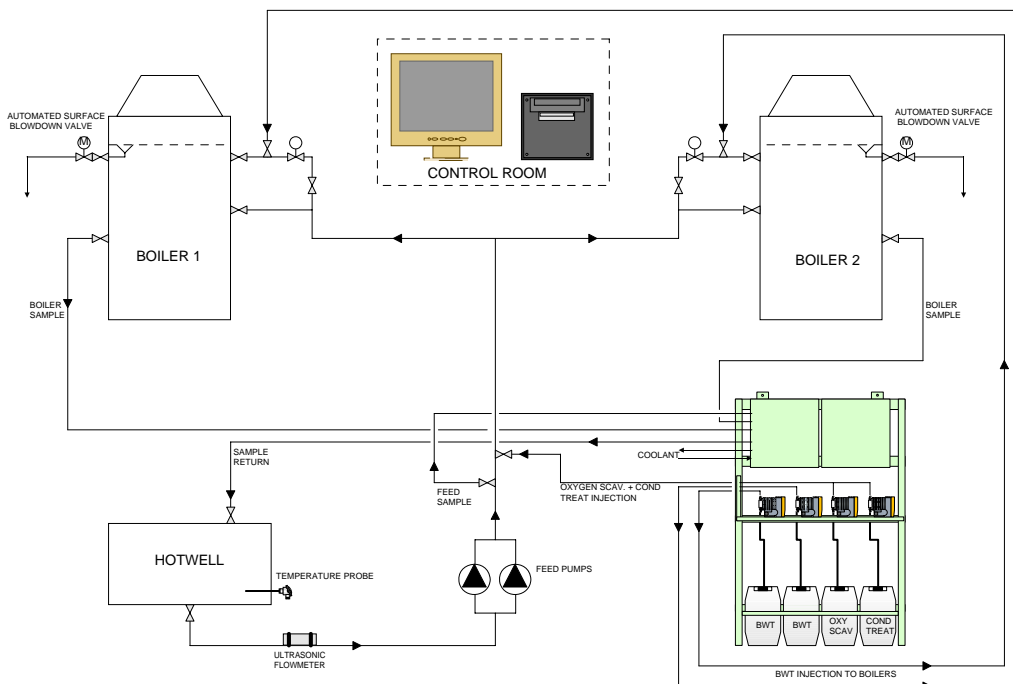 AUTOMATED SURFACE
BLOWDOWN VALVE
M
CONTROL ROOM
AUTOMATED SURFACE
BLOWDOWN VALVE
M
BOILER 1
BOILER 2
BOILER
SAMPLE
BOILER
SAMPLE
SAMPLE
RETURN
FEED
SAMPLE
COOLANT
OXYGEN SCAV. + COND
TREAT INJECTION
HOTWELL
TEMPERATURE PROBE
FEED PUMPS
ULTRASONIC
FLOWMETER
BWT
BWT
OXY
SCAV
COND
TREAT
BWT INJECTION TO BOILERS